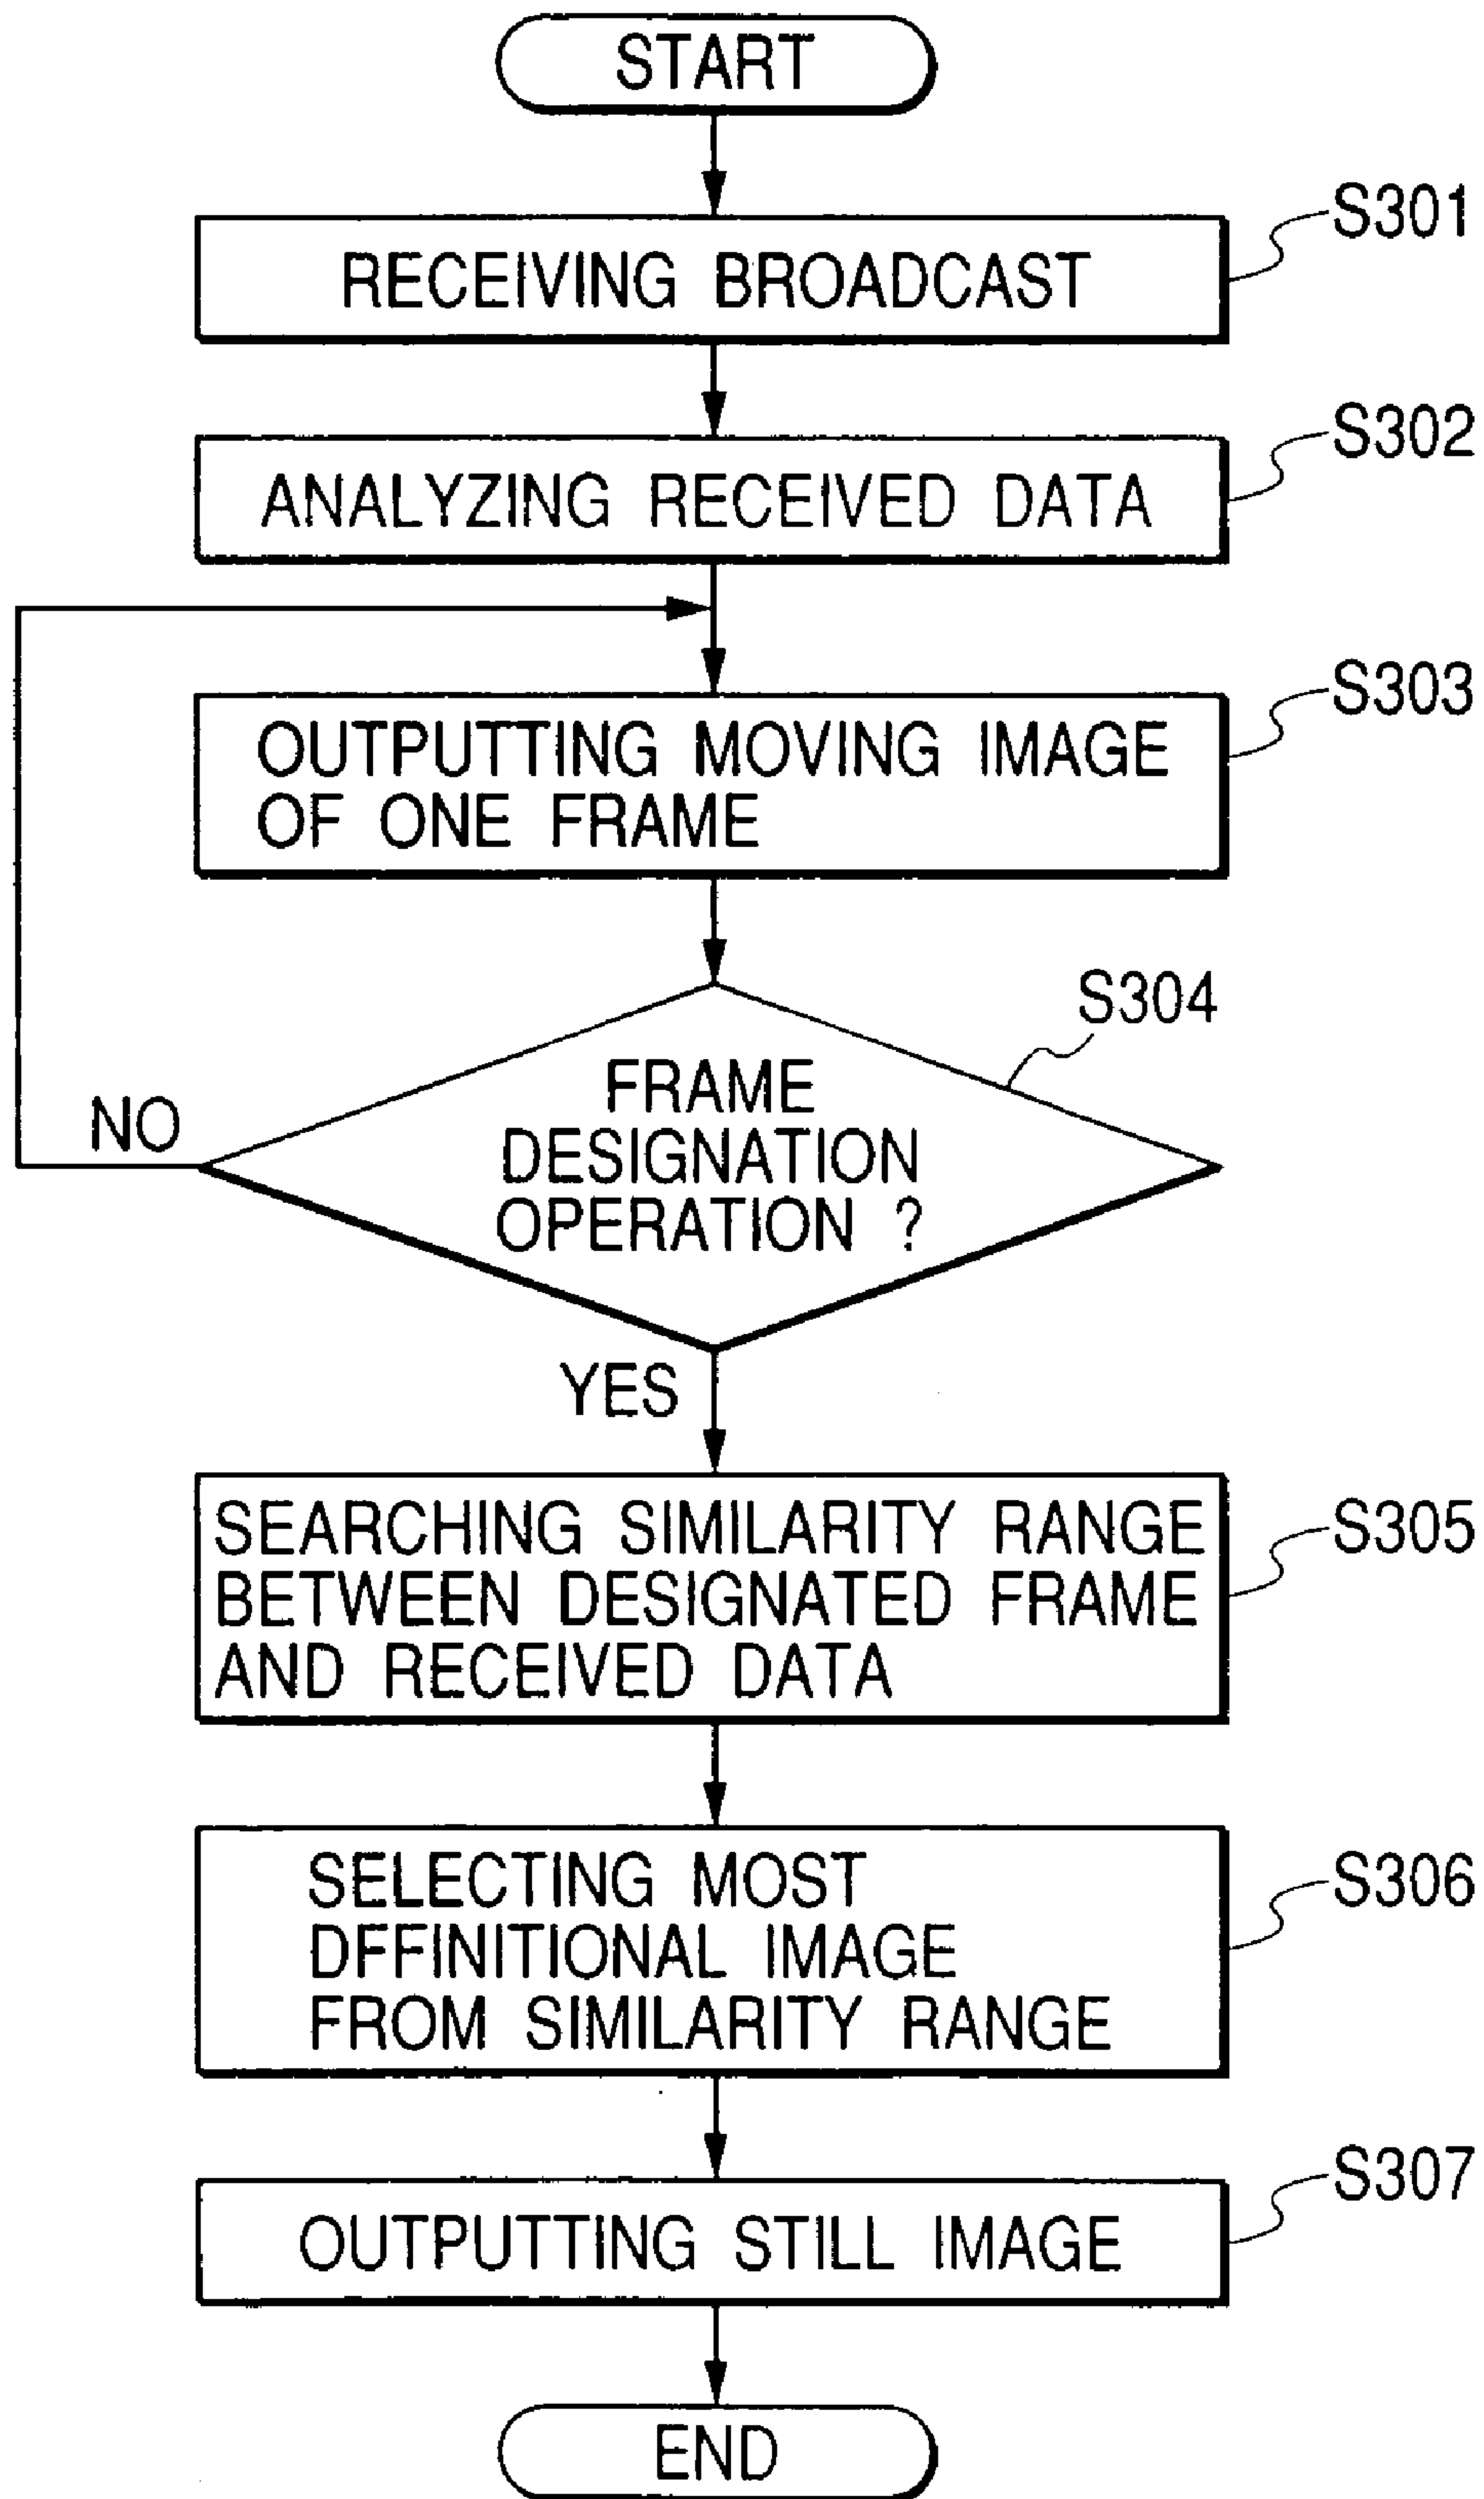 START
S301
RECEIVING BROADCAST
S302
ANALYZING RECEIVED DATA
S303
OUTPUTTING MOVING IMAGE
OF ONE FRAME
S304
FRAME
DESIGNATION
OPERATION ?
NO
YES
S305
SEARCHING SIMILARITY RANGE
BETWEEN DESIGNATED FRAME
AND RECEIVED DATA
S306
SELECTING MOST
DFFINITIONAL IMAGE
FROM SIMILARITY RANGE
S307
OUTPUTTING STILL IMAGE
END